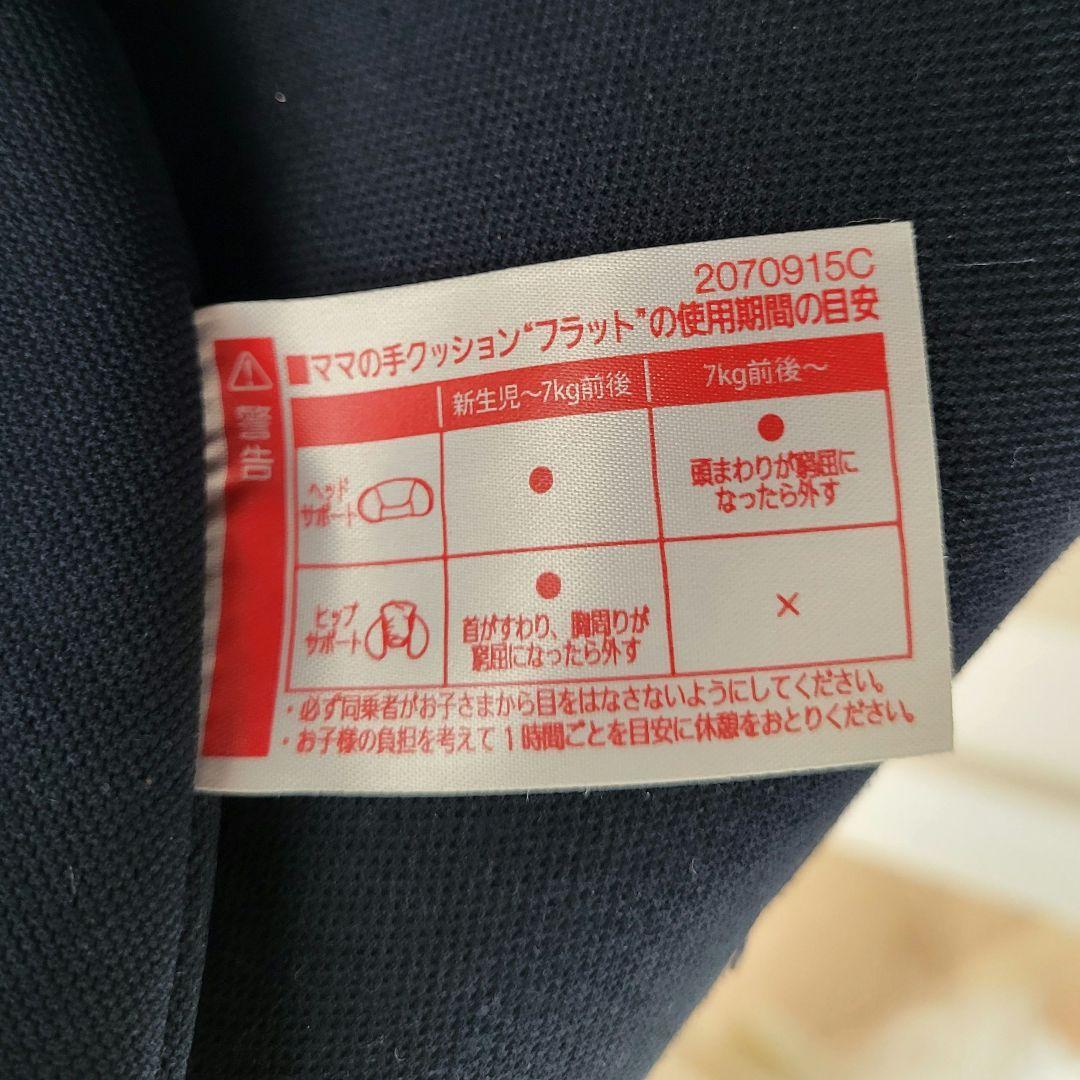 2070915C
■ママの手クッション“フラット”の使用期間の目安
警告
新生児～7kg前後 7kg前後～
ヘッド
サポート
●
●
頭まわりが窮屈に
なったら外す
ヒップ
サポート
●
首がすわり、胸周りが
窮屈になったら外す
×
・必ず同乗者がお子さまから目をはなさないようにしてください。
・お子様の負担を考えて1時間ごとを目安に休憩をおとりください。